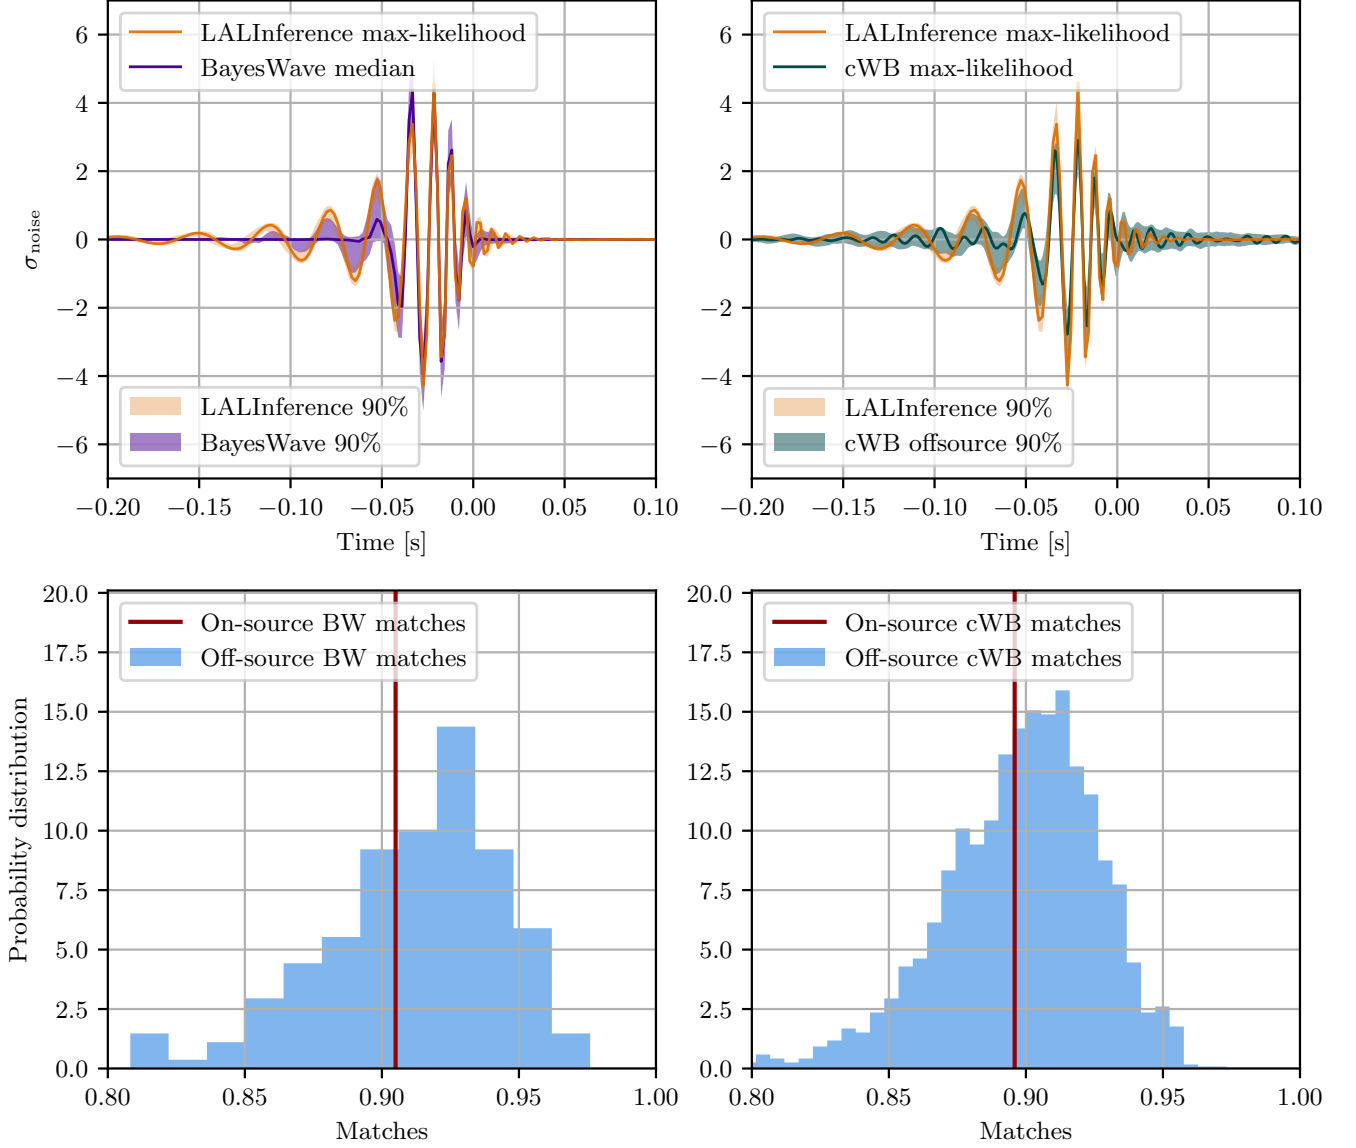 LALInference max-likelihood
BayesWave median
LALInference 90%
BayesWave 90%
6
4
2
0
−2
−4
−6
σnoise
−0.20 −0.15 −0.10 −0.05 0.00 0.05 0.10
Time [s]
LALInference max-likelihood
cWB max-likelihood
LALInference 90%
cWB offsource 90%
6
4
2
0
−2
−4
−6
−0.20 −0.15 −0.10 −0.05 0.00 0.05 0.10
Time [s]
On-source BW matches
Off-source BW matches
20.0
17.5
15.0
12.5
10.0
7.5
5.0
2.5
0.0
Probability distribution
0.80 0.85 0.90 0.95 1.00
Matches
On-source cWB matches
Off-source cWB matches
20.0
17.5
15.0
12.5
10.0
7.5
5.0
2.5
0.0
0.80 0.85 0.90 0.95 1.00
Matches